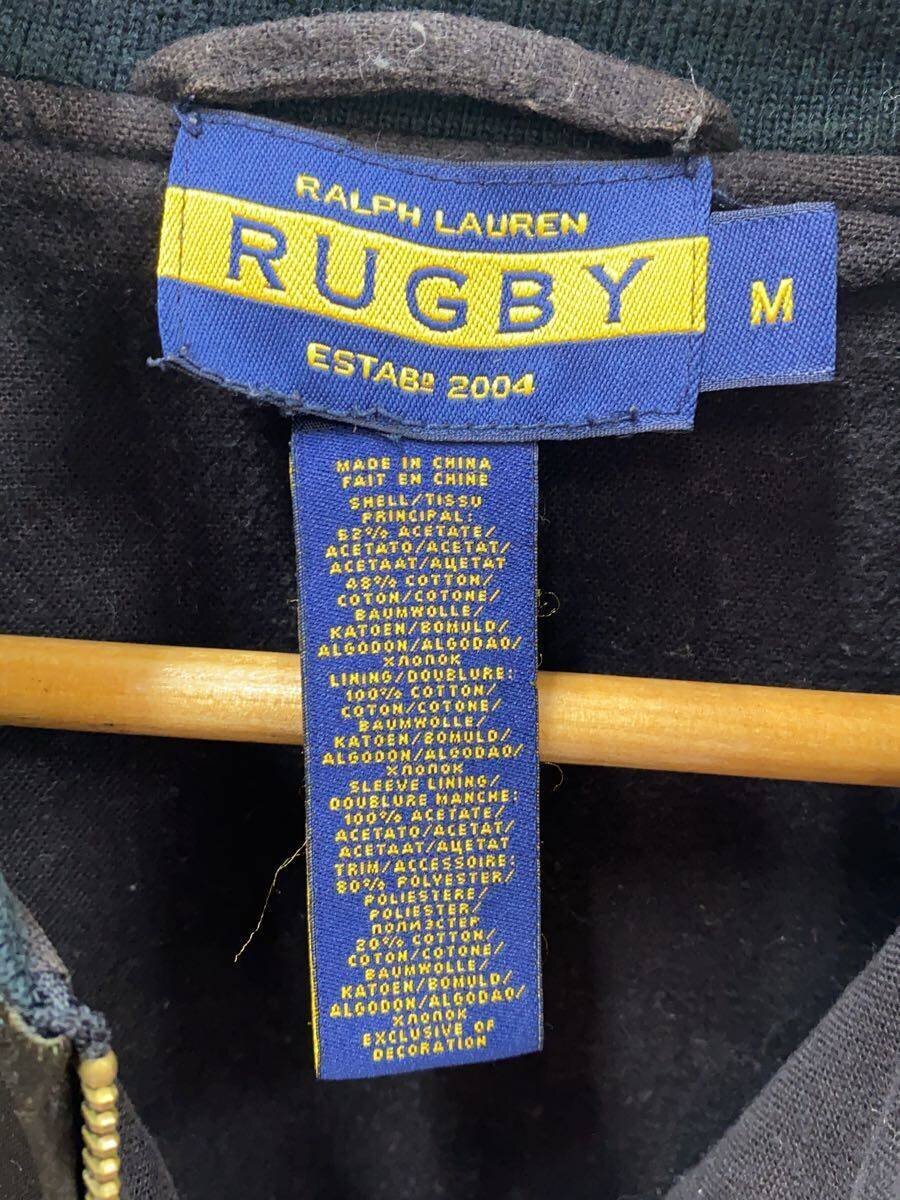 RALPH LAUREN
RUGBY
ESTABº 2004
M
MADE IN CHINA
FAIT EN CHINE
SHELL/TISSU
PRINCIPAL:
52% ACETATE/
ACETATO/ACETAT/
ACETAAT/АЦЕТАТ
48% COTTON/
COTON/COTONE/
BAUMWOLLE/
KATOEN/BOMULD/
ALGODON/ALGODAO/
ХЛОПОК
LINING/DOUBLURE:
100% COTTON/
COTON/COTONE/
BAUMWOLLE/
KATOEN/BOMULD/
ALGODON/ALGODAO/
ХЛОПОК
SLEEVE LINING/
DOUBLURE MANCHE:
100% ACETATE/
ACETATO/ACETAT/
ACETAAT/АЦЕТАТ
TRIM/ACCESSOIRE:
80% POLYESTER/
POLIESTERE/
POLIESTER/
ПОЛИЭСТЕР
20% COTTON/
COTON/COTONE/
BAUMWOLLE/
KATOEN/BOMULD/
ALGODON/ALGODAO/
ХЛОПОК
EXCLUSIVE OF
DECORATION